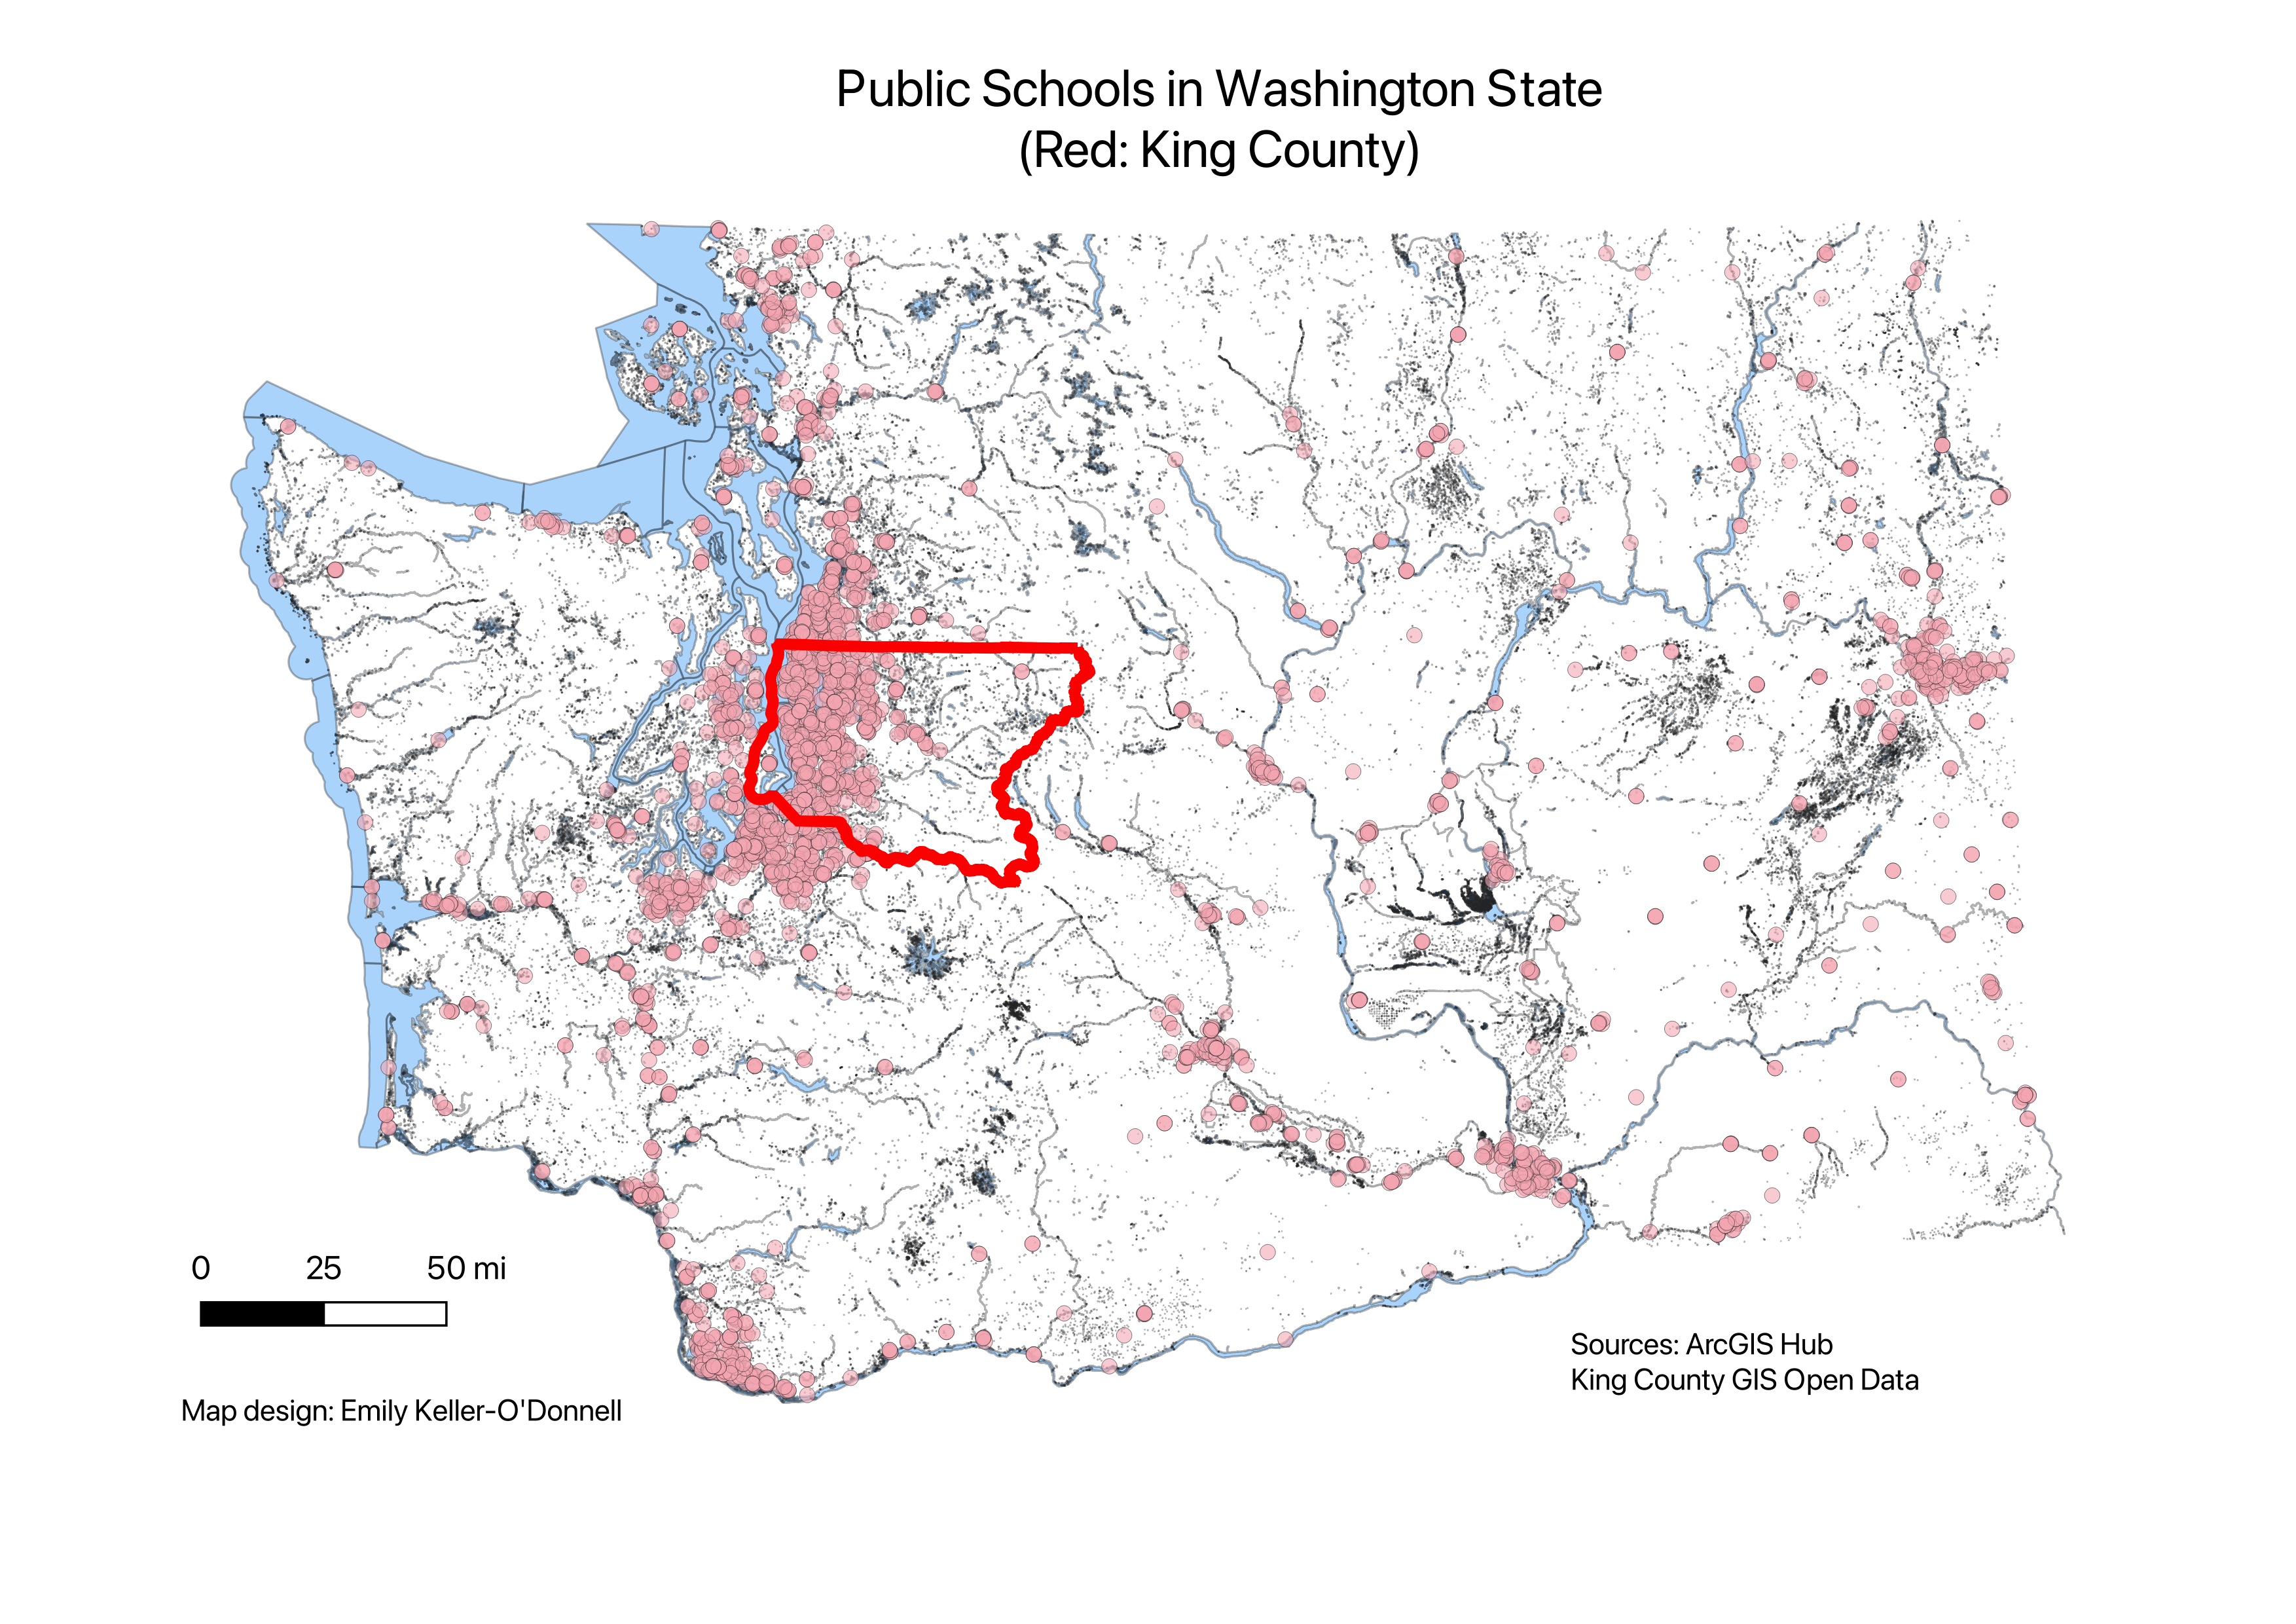 Public Schools in Washington State
(Red: King County)
0 25 50 mi
Map design: Emily Keller-O'Donnell
Sources: ArcGIS Hub
King County GIS Open Data